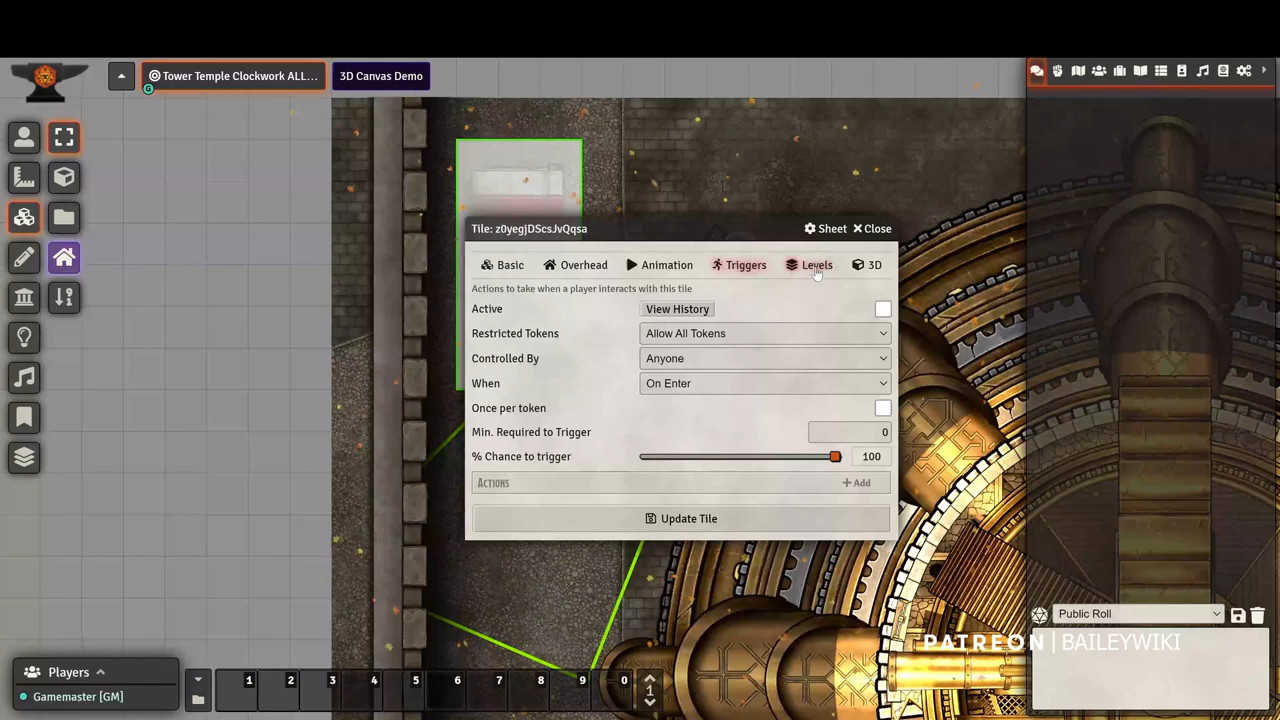 Tower Temple Clockwork ALL...
3D Canvas Demo
G
Tile: z0yegjDScsJvQqsa
Sheet
Close
Basic
Overhead
Animation
Triggers
Levels
3D
Actions to take when a player interacts with this tile
Active
View History
Restricted Tokens
Allow All Tokens
Controlled By
Anyone
When
On Enter
Once per token
Min. Required to Trigger
0
% Chance to trigger
100
Actions
+ Add
Update Tile
Public Roll
PATREON | BAILEYWIKI
Players
Gamemaster [GM]
1 2 3 4 5 6 7 8 9 0
1